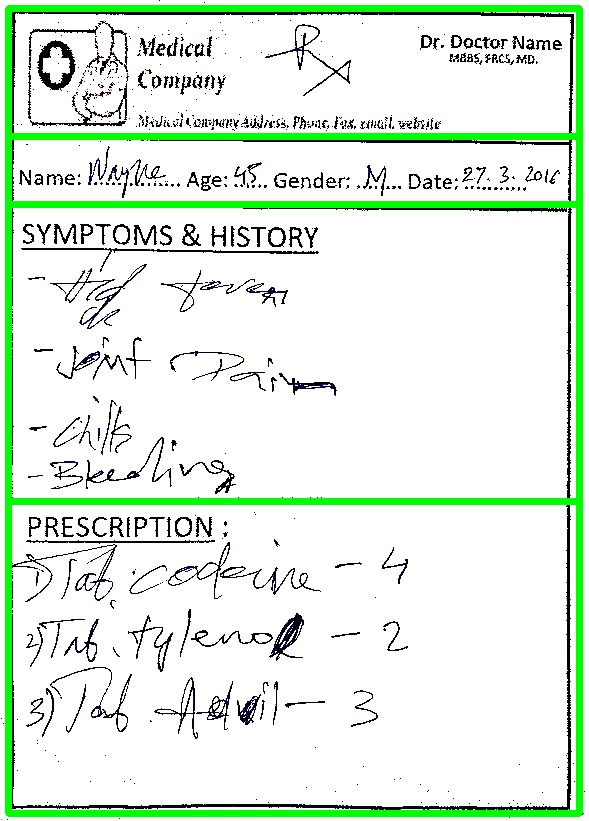 Medical
Company
Rx
Dr. Doctor Name
MBBS, FRCS, MD.
Medical Company Address, Phone, Fax, email, website
Name: Wayne Age: 45 Gender: M Date: 27.3.2016
SYMPTOMS & HISTORY
- High fever
- Joint Pain
- Chills
- Bleeding
PRESCRIPTION :
1) Tab. codeine - 4
2) Tab. tylenol - 2
3) Tab. Advil - 3